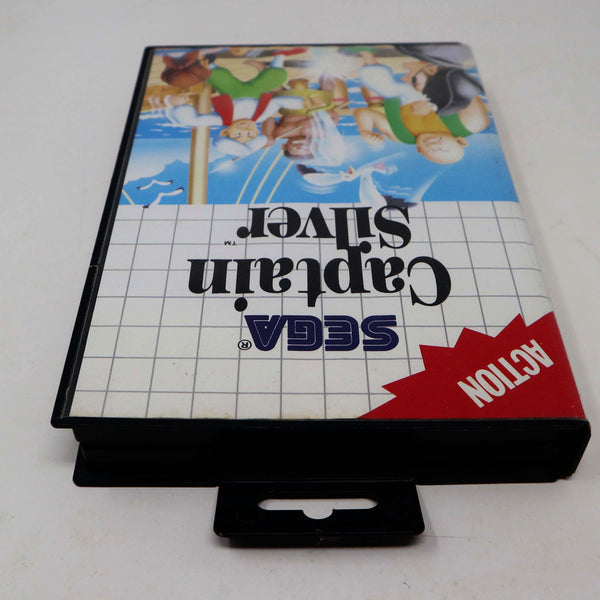 SEGA®
ACTION
Captain
Silver™